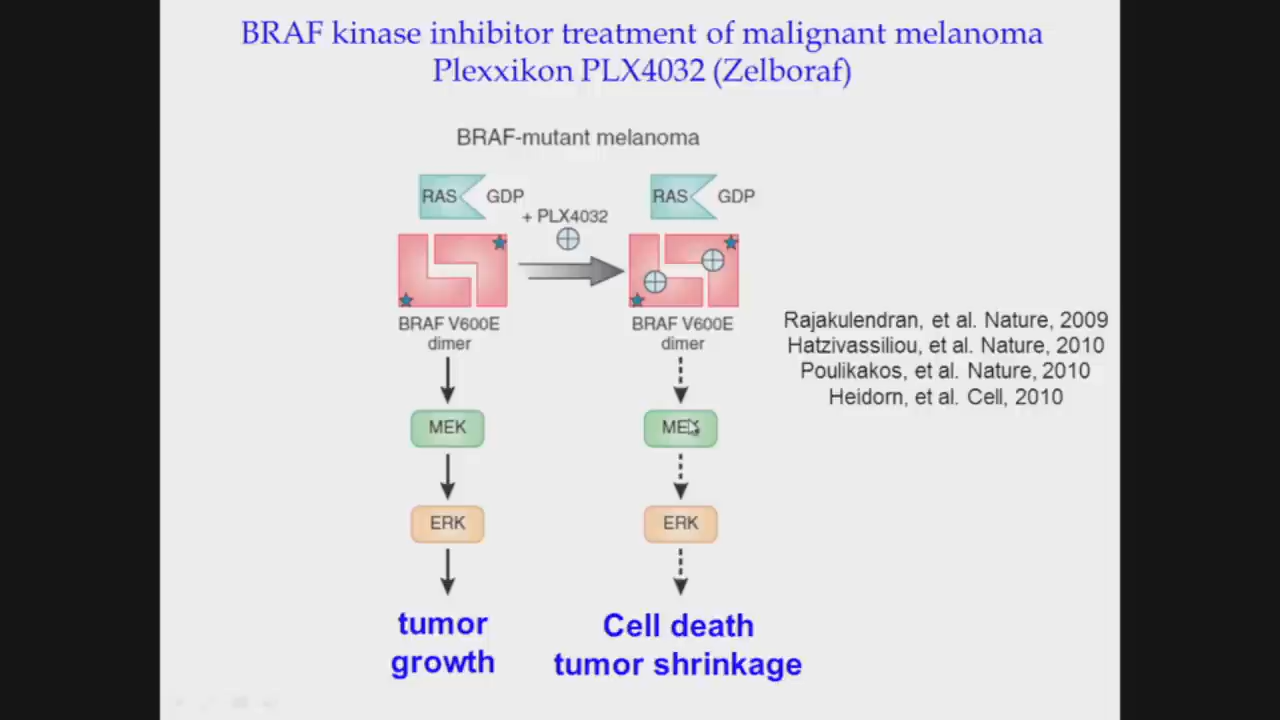 BRAF kinase inhibitor treatment of malignant melanoma
Plexxikon PLX4032 (Zelboraf)
BRAF-mutant melanoma
RAS GDP
+ PLX4032
RAS GDP
BRAF V600E
dimer
BRAF V600E
dimer
Rajakulendran, et al. Nature, 2009
Hatzivassiliou, et al. Nature, 2010
Poulikakos, et al. Nature, 2010
Heidorn, et al. Cell, 2010
MEK
MEK
ERK
ERK
tumor
growth
Cell death
tumor shrinkage